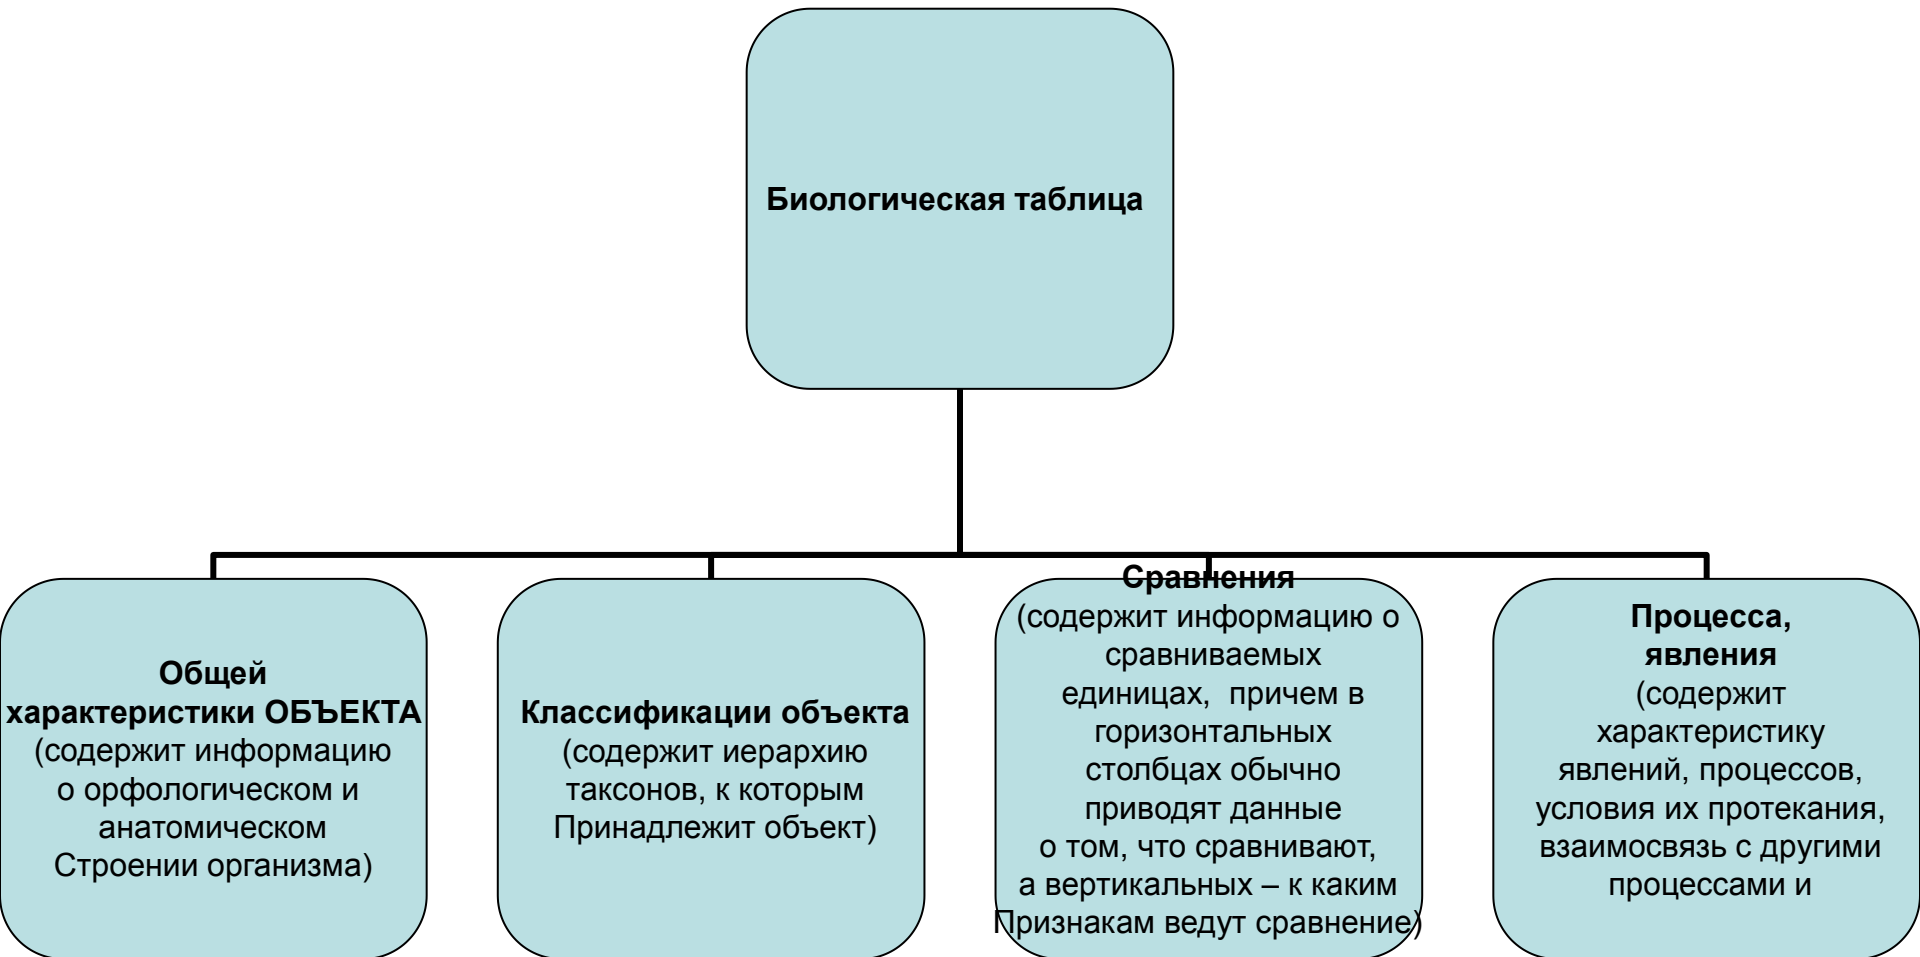 Биологическая таблица
Общей
характеристики ОБЪЕКТА
(содержит информацию
о орфологическом и
анатомическом
Строении организма)
Классификации объекта
(содержит иерархию
таксонов, к которым
Принадлежит объект)
Сравнения
(содержит информацию о
сравниваемых
единицах, причем в
горизонтальных
столбцах обычно
приводят данные
о том, что сравнивают,
а вертикальных – к каким
Признакам ведут сравнение)
Процесса,
явления
(содержит
характеристику
явлений, процессов,
условия их протекания,
взаимосвязь с другими
процессами и